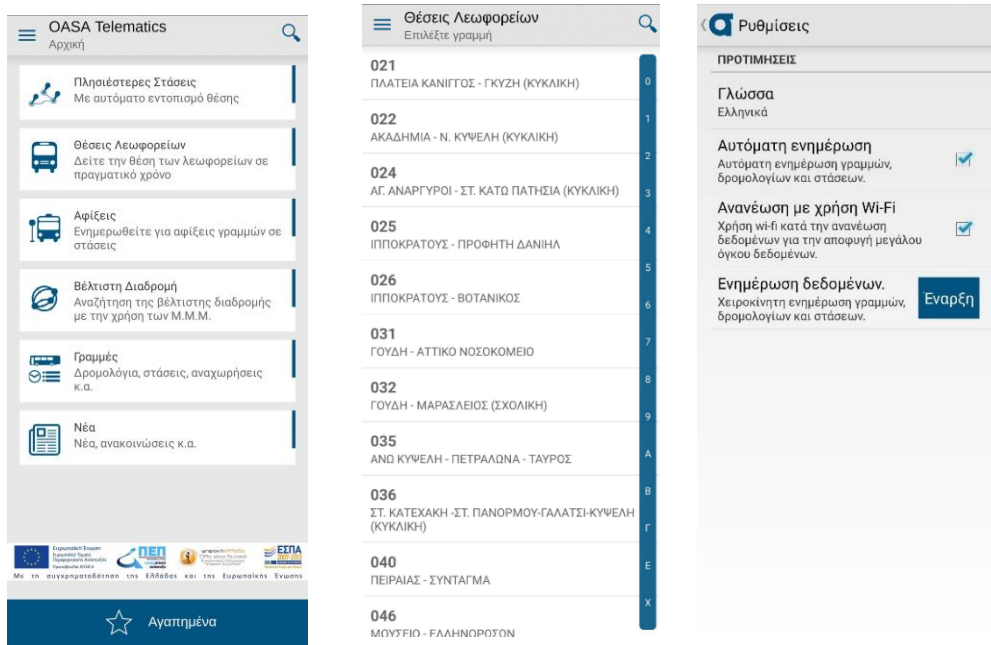 OASA Telematics
Αρχική
Πλησιέστερες Στάσεις
Με αυτόματο εντοπισμό θέσης
Θέσεις Λεωφορείων
Δείτε την θέση των λεωφορείων σε
πραγματικό χρόνο
Αφίξεις
Ενημερωθείτε για αφίξεις γραμμών σε
στάσεις
Βέλτιστη Διαδρομή
Αναζήτηση της βέλτιστης διαδρομής
με την χρήση των Μ.Μ.Μ.
Γραμμές
Δρομολόγια, στάσεις, αναχωρήσεις
κ.α.
Νέα
Νέα, ανακοινώσεις κ.α.
Ευρωπαϊκή Ένωση
ΠΕΠ
ψηφιακή Ελλάδα
ΕΣΠΑ
2007-2013
Με τη συγχρηματοδότηση της Ελλάδας και της Ευρωπαϊκής Ένωσης
Αγαπημένα
Θέσεις Λεωφορείων
Επιλέξτε γραμμή
021
ΠΛΑΤΕΙΑ ΚΑΝΙΓΓΟΣ - ΓΚΥΖΗ (ΚΥΚΛΙΚΗ)
022
ΑΚΑΔΗΜΙΑ - Ν. ΚΥΨΕΛΗ (ΚΥΚΛΙΚΗ)
024
ΑΓ. ΑΝΑΡΓΥΡΟΙ - ΣΤ. ΚΑΤΩ ΠΑΤΗΣΙΑ (ΚΥΚΛΙΚΗ)
025
ΙΠΠΟΚΡΑΤΟΥΣ - ΠΡΟΦΗΤΗ ΔΑΝΙΗΛ
026
ΙΠΠΟΚΡΑΤΟΥΣ - ΒΟΤΑΝΙΚΟΣ
031
ΓΟΥΔΗ - ΑΤΤΙΚΟ ΝΟΣΟΚΟΜΕΙΟ
032
ΓΟΥΔΗ - ΜΑΡΑΣΛΕΙΟΣ (ΣΧΟΛΙΚΗ)
035
ΑΝΩ ΚΥΨΕΛΗ - ΠΕΤΡΑΛΩΝΑ - ΤΑΥΡΟΣ
036
ΣΤ. ΚΑΤΕΧΑΚΗ -ΣΤ. ΠΑΝΟΡΜΟΥ-ΓΑΛΑΤΣΙ-ΚΥΨΕΛΗ
(ΚΥΚΛΙΚΗ)
040
ΠΕΙΡΑΙΑΣ - ΣΥΝΤΑΓΜΑ
046
ΜΟΥΣΕΙΟ - ΕΛΛΗΝΟΡΟΣΩΝ
0
1
2
3
4
5
6
7
8
9
Α
Β
Γ
Ε
Χ
Ρυθμίσεις
ΠΡΟΤΙΜΗΣΕΙΣ
Γλώσσα
Ελληνικά
Αυτόματη ενημέρωση
Αυτόματη ενημέρωση γραμμών,
δρομολογίων και στάσεων.
Ανανέωση με χρήση Wi-Fi
Χρήση wi-fi κατά την ανανέωση
δεδομένων για την αποφυγή μεγάλου
όγκου δεδομένων.
Ενημέρωση δεδομένων.
Χειροκίνητη ενημέρωση γραμμών,
δρομολογίων και στάσεων.
Έναρξη